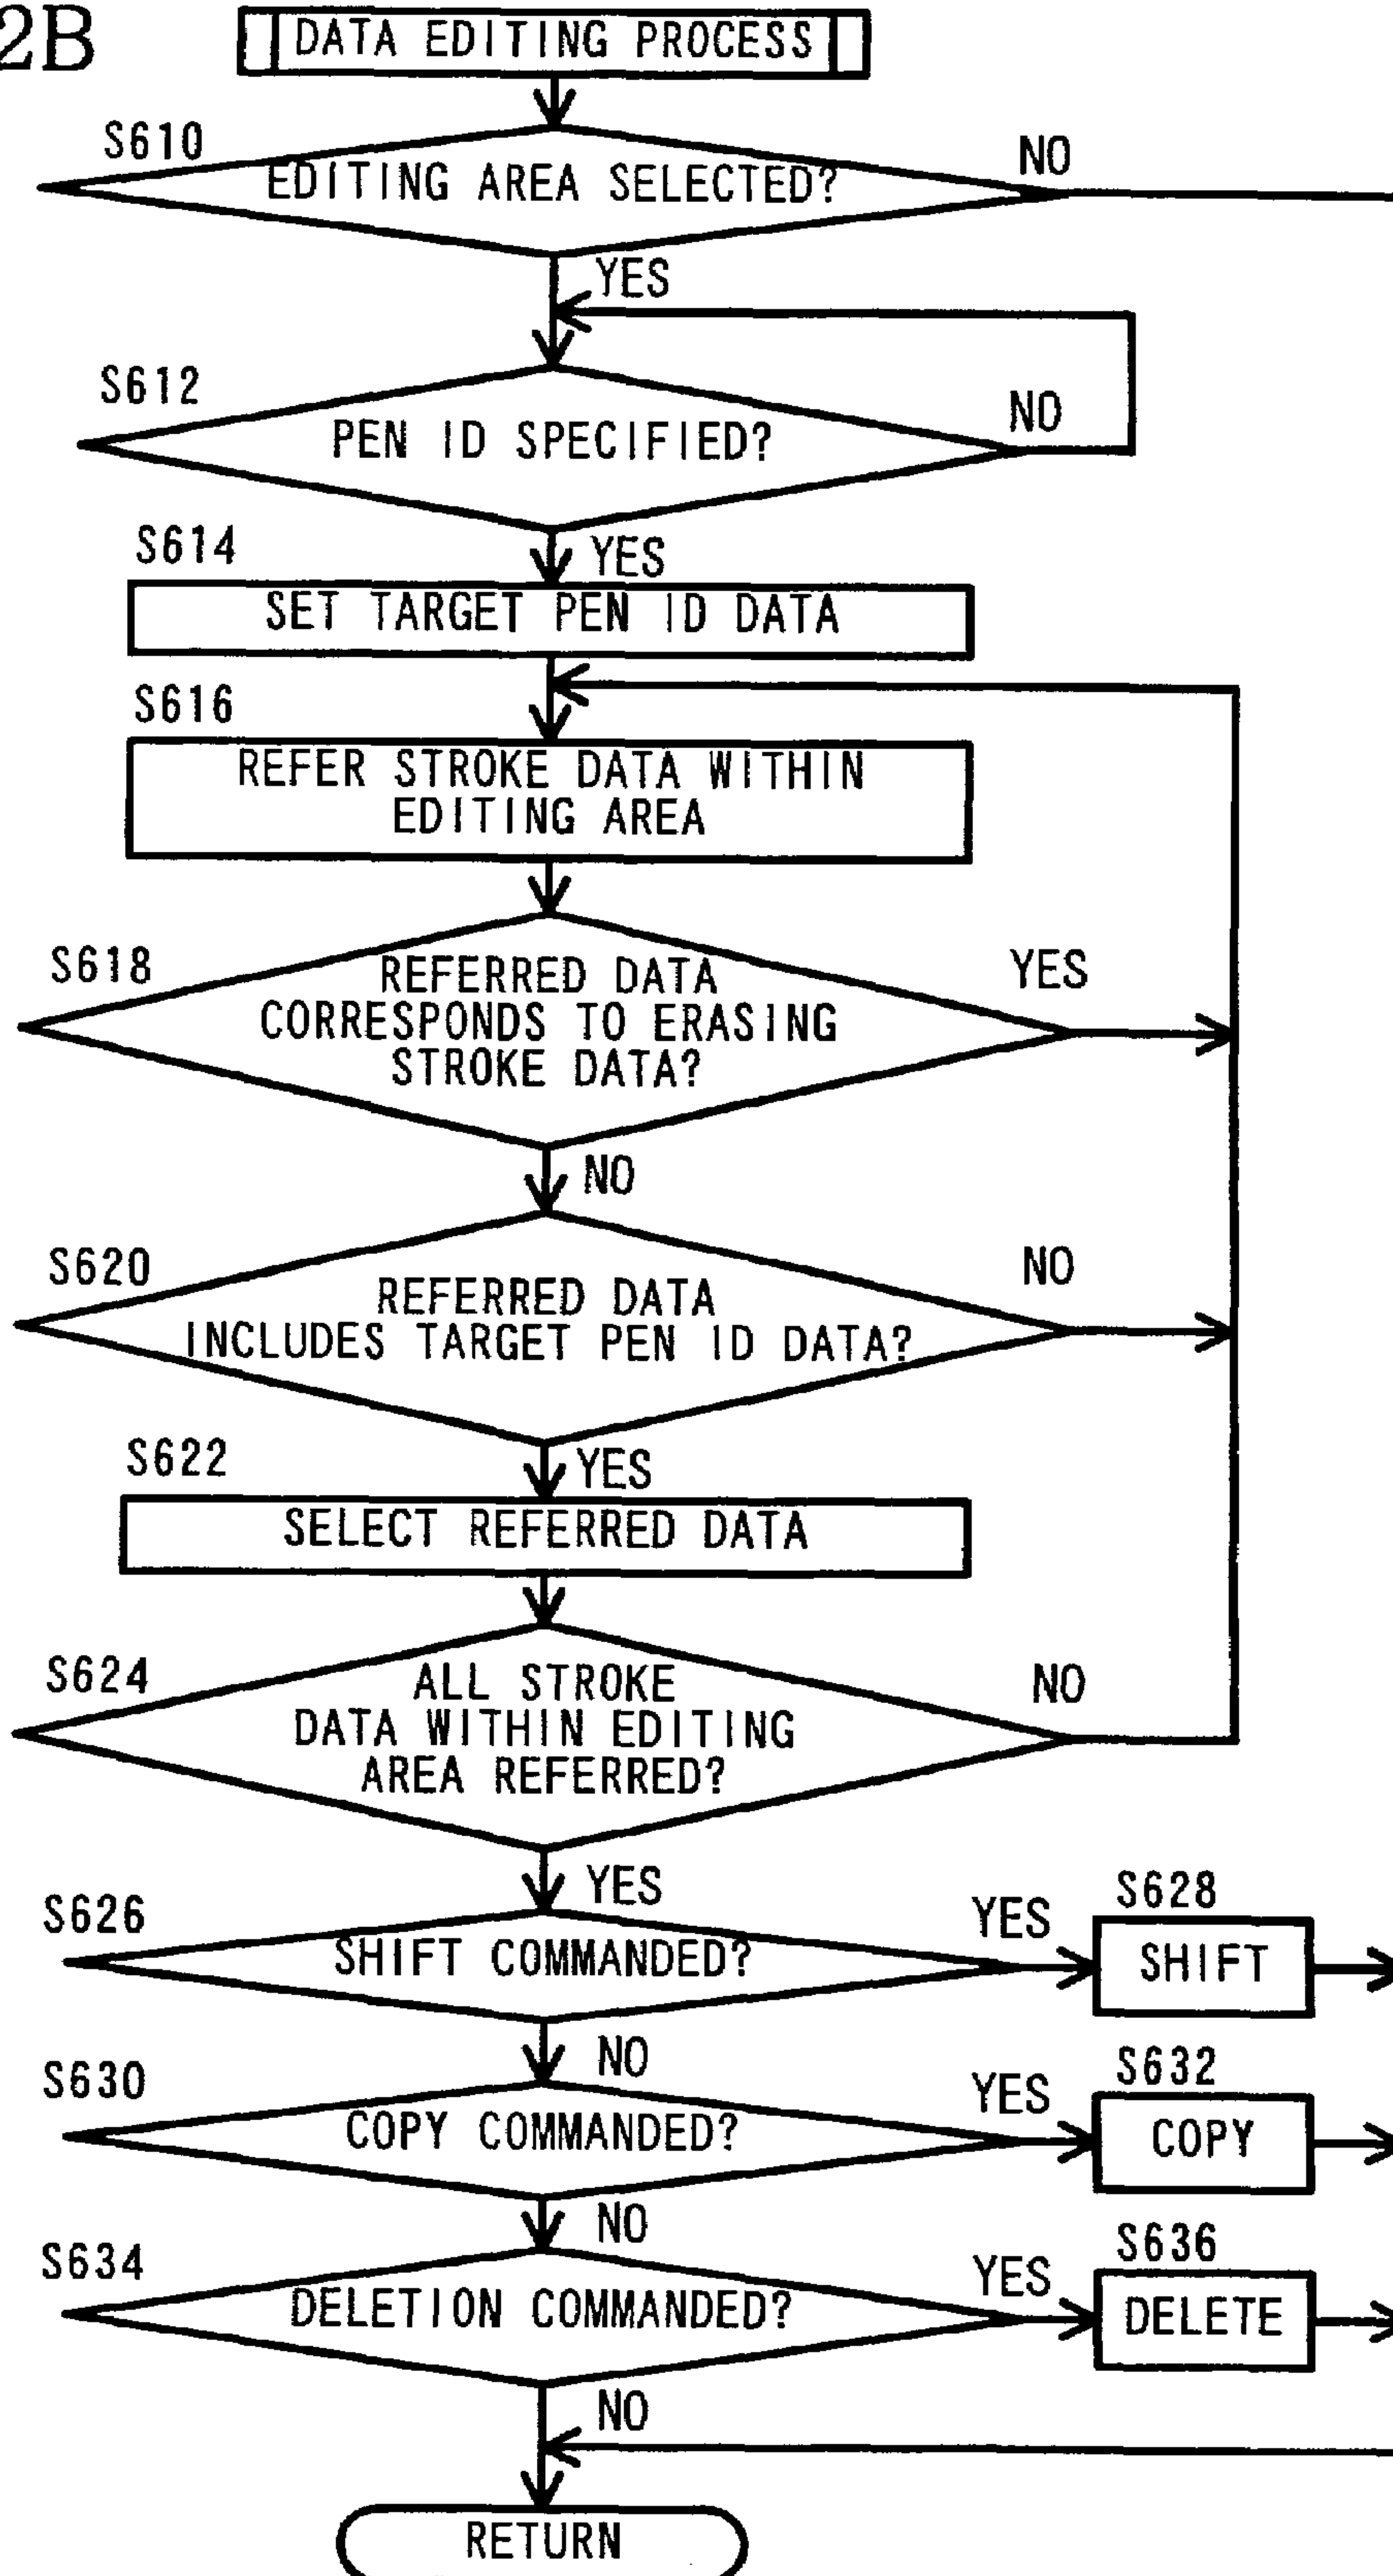 2B
DATA EDITING PROCESS
S610
EDITING AREA SELECTED?
NO
YES
S612
PEN ID SPECIFIED?
NO
S614
YES
SET TARGET PEN ID DATA
S616
REFER STROKE DATA WITHIN
EDITING AREA
S618
REFERRED DATA
CORRESPONDS TO ERASING
STROKE DATA?
YES
NO
S620
REFERRED DATA
INCLUDES TARGET PEN ID DATA?
NO
S622
YES
SELECT REFERRED DATA
S624
ALL STROKE
DATA WITHIN EDITING
AREA REFERRED?
NO
YES
S626
SHIFT COMMANDED?
YES
S628
SHIFT
NO
S630
COPY COMMANDED?
YES
S632
COPY
NO
S634
DELETION COMMANDED?
YES
S636
DELETE
NO
RETURN